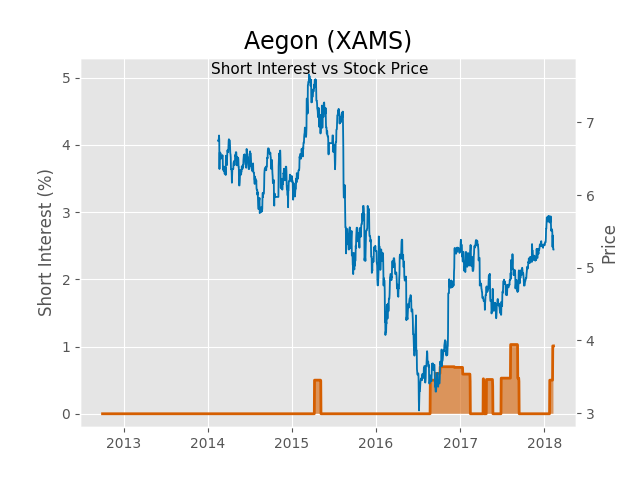 Aegon (XAMS)
Short Interest vs Stock Price
Short Interest (%)
5
4
3
2
1
0
7
6
5
4
3
Price
2013 2014 2015 2016 2017 2018